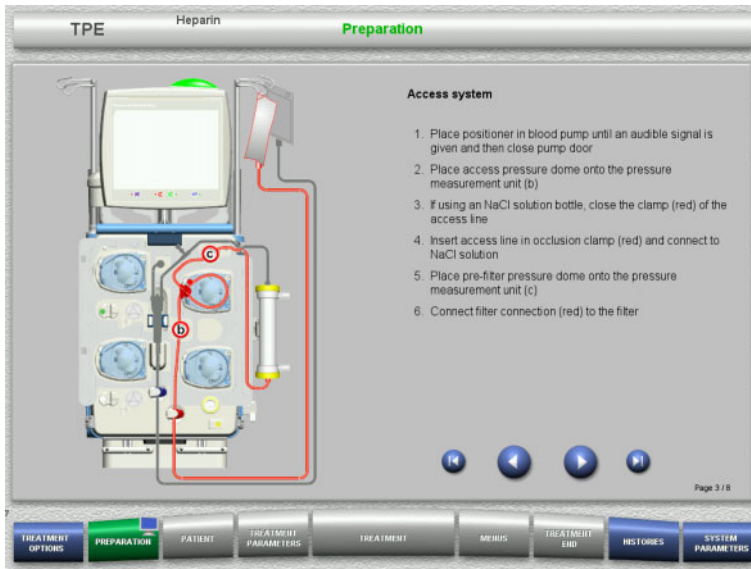 TPE
Heparin
Preparation
Access system
1. Place positioner in blood pump until an audible signal is
given and then close pump door
2. Place access pressure dome onto the pressure
measurement unit (b)
3. If using an NaCl solution bottle, close the clamp (red) of the
access line
4. Insert access line in occlusion clamp (red) and connect to
NaCl solution
5. Place pre-filter pressure dome onto the pressure
measurement unit (c)
6. Connect filter connection (red) to the filter
c
b
Page 3 / 8
TREATMENT
OPTIONS
PREPARATION
PATIENT
TREATMENT
PARAMETERS
TREATMENT
MENUS
TREATMENT
END
HISTORIES
SYSTEM
PARAMETERS